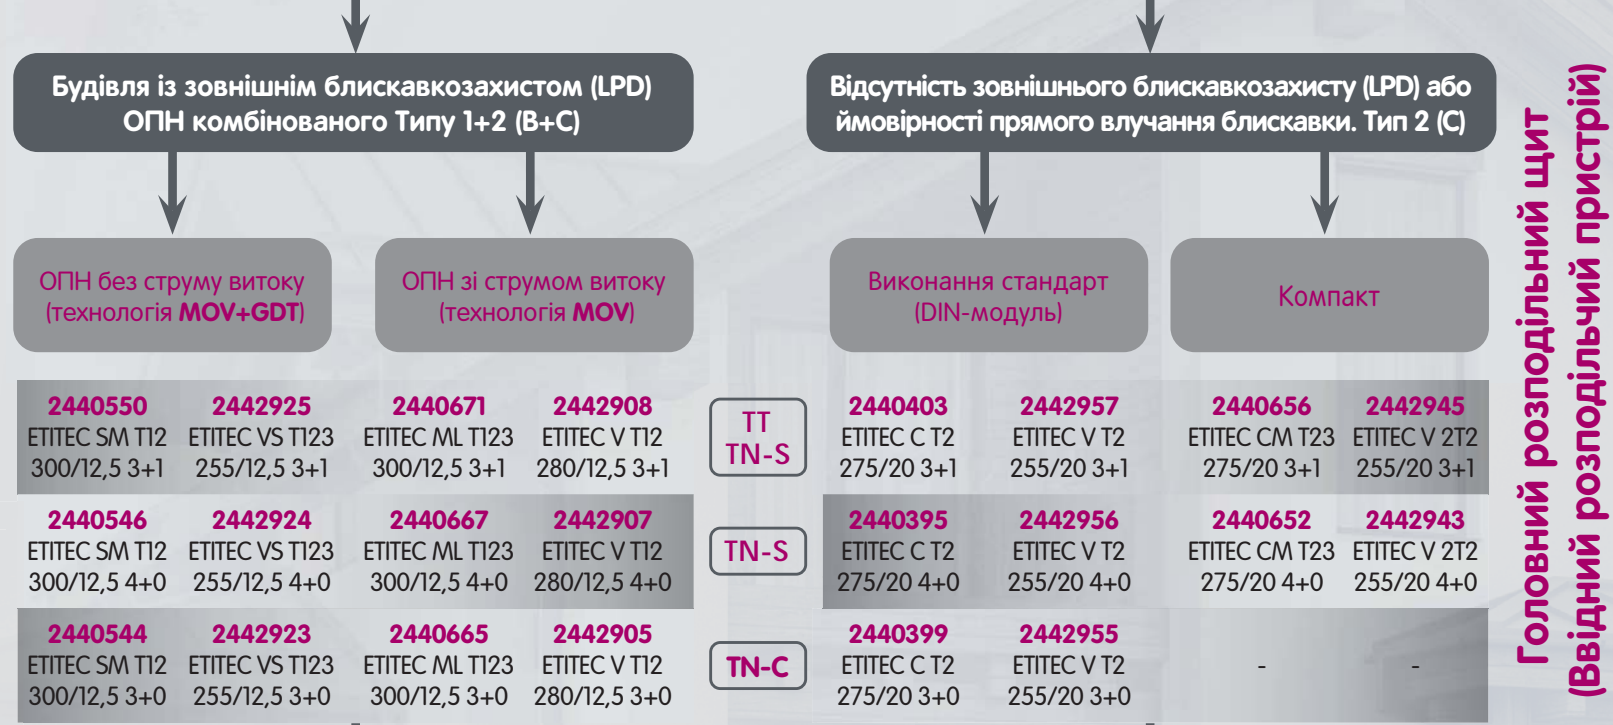 Будівля із зовнішнім блискавкозахистом (LPD)
ОПН комбінованого Типу 1+2 (B+C)
Відсутність зовнішнього блискавкозахисту (LPD) або
ймовірності прямого влучання блискавки. Тип 2 (C)
ОПН без струму витоку
(технологія MOV+GDT)
ОПН зі струмом витоку
(технологія MOV)
Виконання стандарт
(DIN-модуль)
Компакт
2440550 2442925 2440671 2442908 TT 2440403 2442957 2440656 2442945
ETITEC SM T12 ETITEC VS T123 ETITEC ML T123 ETITEC V T12 TN-S ETITEC C T2 ETITEC V T2 ETITEC CM T23 ETITEC V 2T2
300/12,5 3+1 255/12,5 3+1 300/12,5 3+1 280/12,5 3+1 275/20 3+1 255/20 3+1 275/20 3+1 255/20 3+1
2440546 2442924 2440667 2442907 2440395 2442956 2440652 2442943
ETITEC SM T12 ETITEC VS T123 ETITEC ML T123 ETITEC V T12 TN-S ETITEC C T2 ETITEC V T2 ETITEC CM T23 ETITEC V 2T2
300/12,5 4+0 255/12,5 4+0 300/12,5 4+0 280/12,5 4+0 275/20 4+0 255/20 4+0 275/20 4+0 255/20 4+0
2440544 2442923 2440665 2442905 2440399 2442955
ETITEC SM T12 ETITEC VS T123 ETITEC ML T123 ETITEC V T12 TN-C ETITEC C T2 ETITEC V T2 - -
300/12,5 3+0 255/12,5 3+0 300/12,5 3+0 280/12,5 3+0 275/20 3+0 255/20 3+0
Головний розподільний щит
(Ввідний розподільчий пристрій)